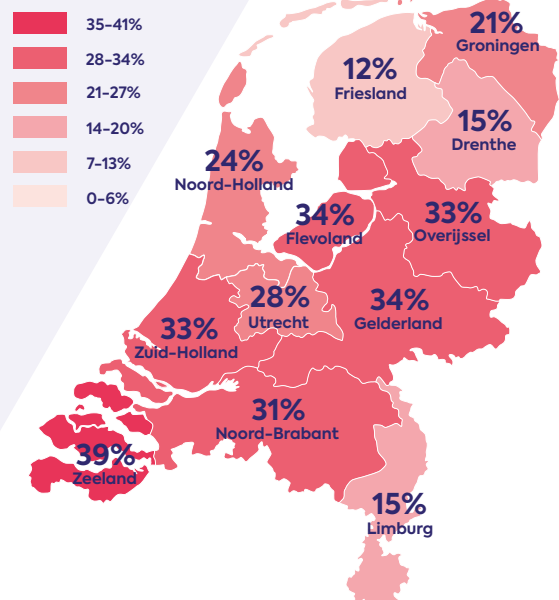 35–41%
28–34%
21–27%
14–20%
7–13%
0–6%
21%
Groningen
12%
Friesland
15%
Drenthe
24%
Noord-Holland
34%
Flevoland
33%
Overijssel
28%
Utrecht
34%
Gelderland
33%
Zuid-Holland
31%
Noord-Brabant
39%
Zeeland
15%
Limburg